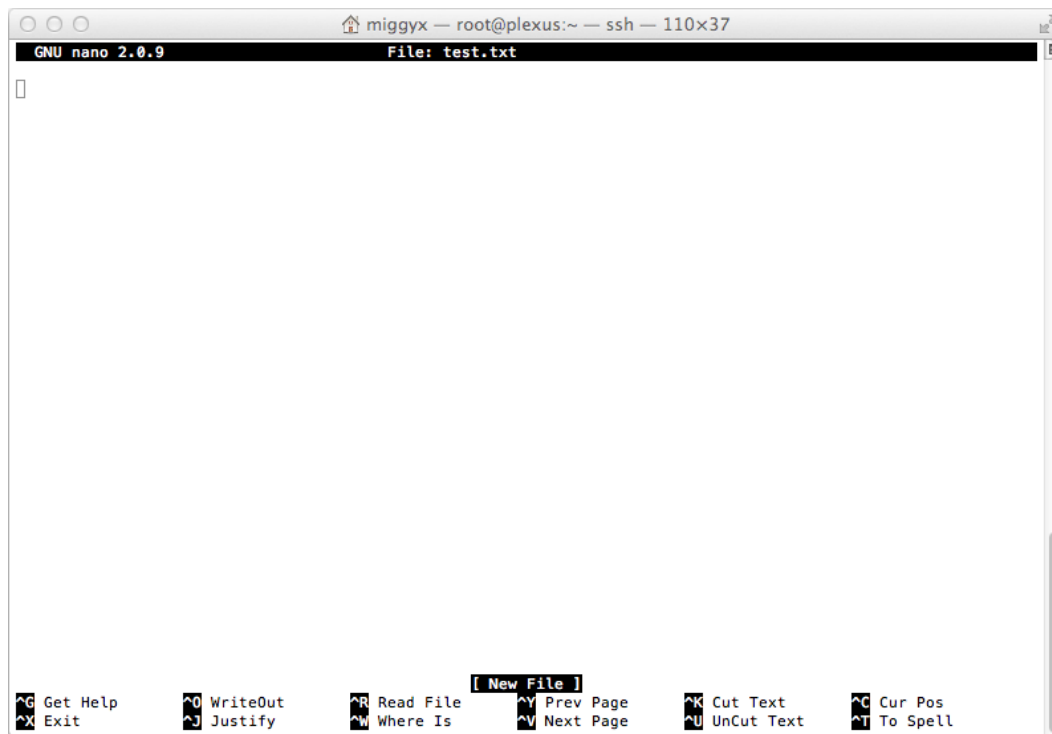 miggyx — root@plexus:~ — ssh — 110×37
GNU nano 2.0.9 File: test.txt
[ New File ]
^G Get Help ^O WriteOut ^R Read File ^Y Prev Page ^K Cut Text ^C Cur Pos
^X Exit ^J Justify ^W Where Is ^V Next Page ^U UnCut Text ^T To Spell